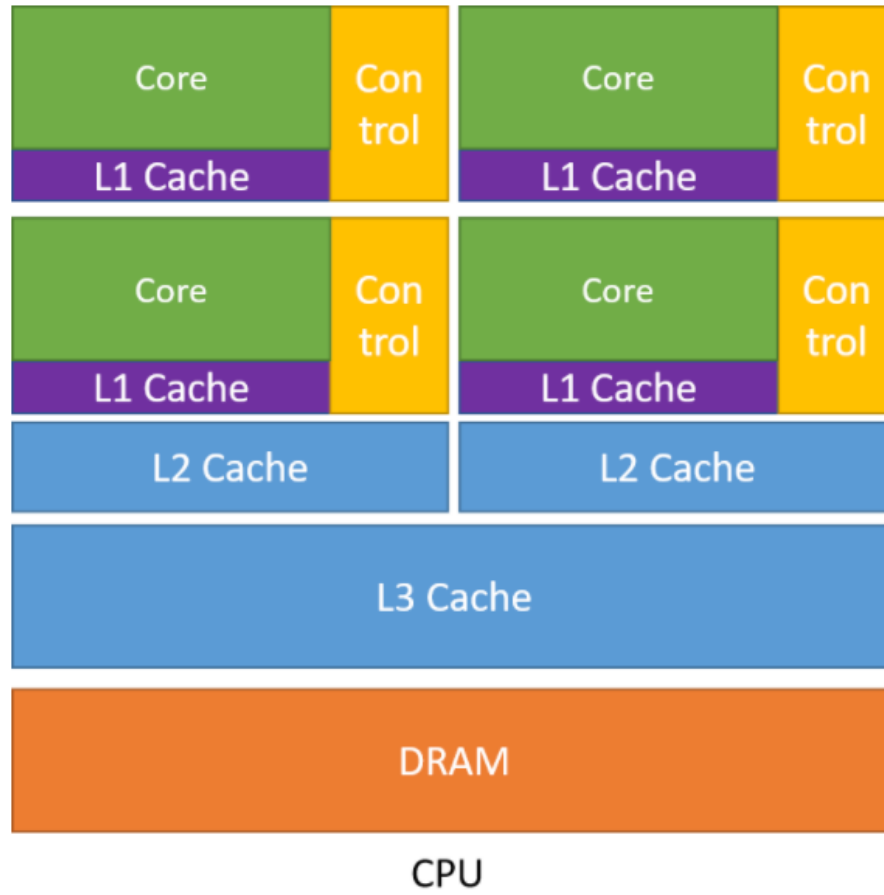 Core
Con
trol
Core
Con
trol
L1 Cache
L1 Cache
Core
Con
trol
Core
Con
trol
L1 Cache
L1 Cache
L2 Cache
L2 Cache
L3 Cache
DRAM
CPU